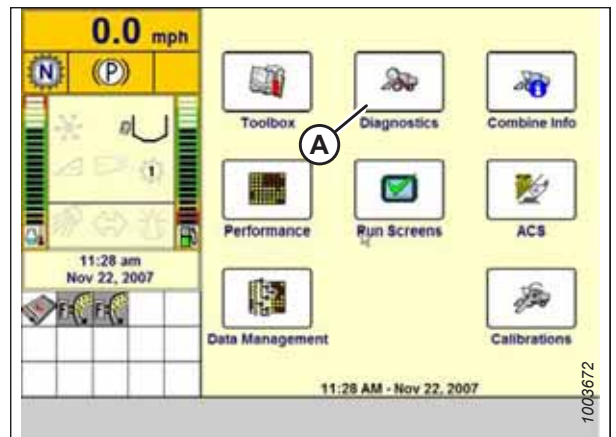 0.0 mph
N
(P)
1
11:28 am
Nov 22, 2007
F=
F=
Toolbox
Diagnostics
Combine Info
A
Performance
Run Screens
ACS
Data Management
Calibrations
11:28 AM - Nov 22, 2007
1003672